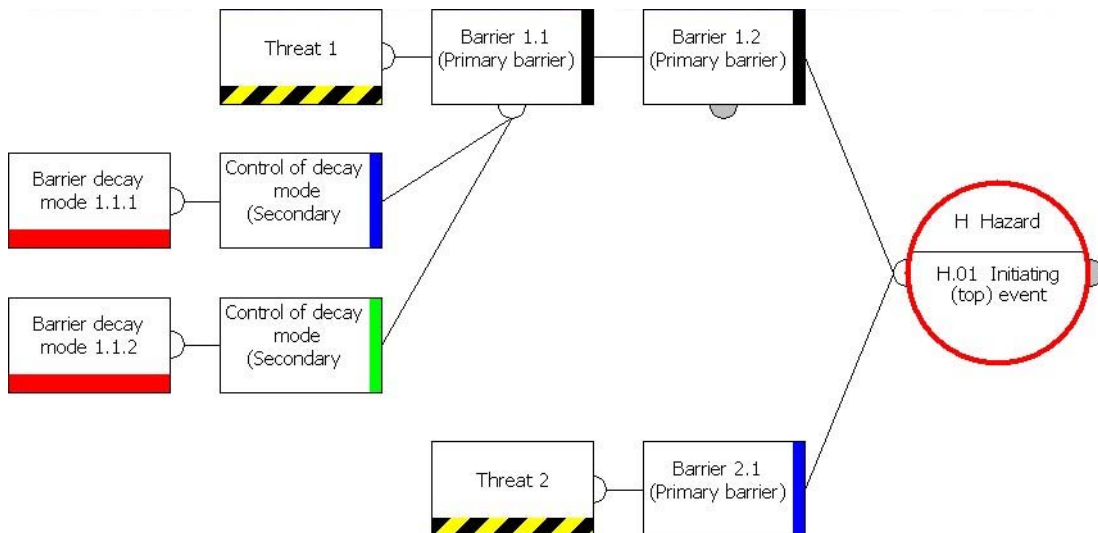 Threat 1
Barrier 1.1
(Primary barrier)
Barrier 1.2
(Primary barrier)
Barrier decay
mode 1.1.1
Control of decay
mode
(Secondary
H Hazard
H.01 Initiating
(top) event
Barrier decay
mode 1.1.2
Control of decay
mode
(Secondary
Threat 2
Barrier 2.1
(Primary barrier)